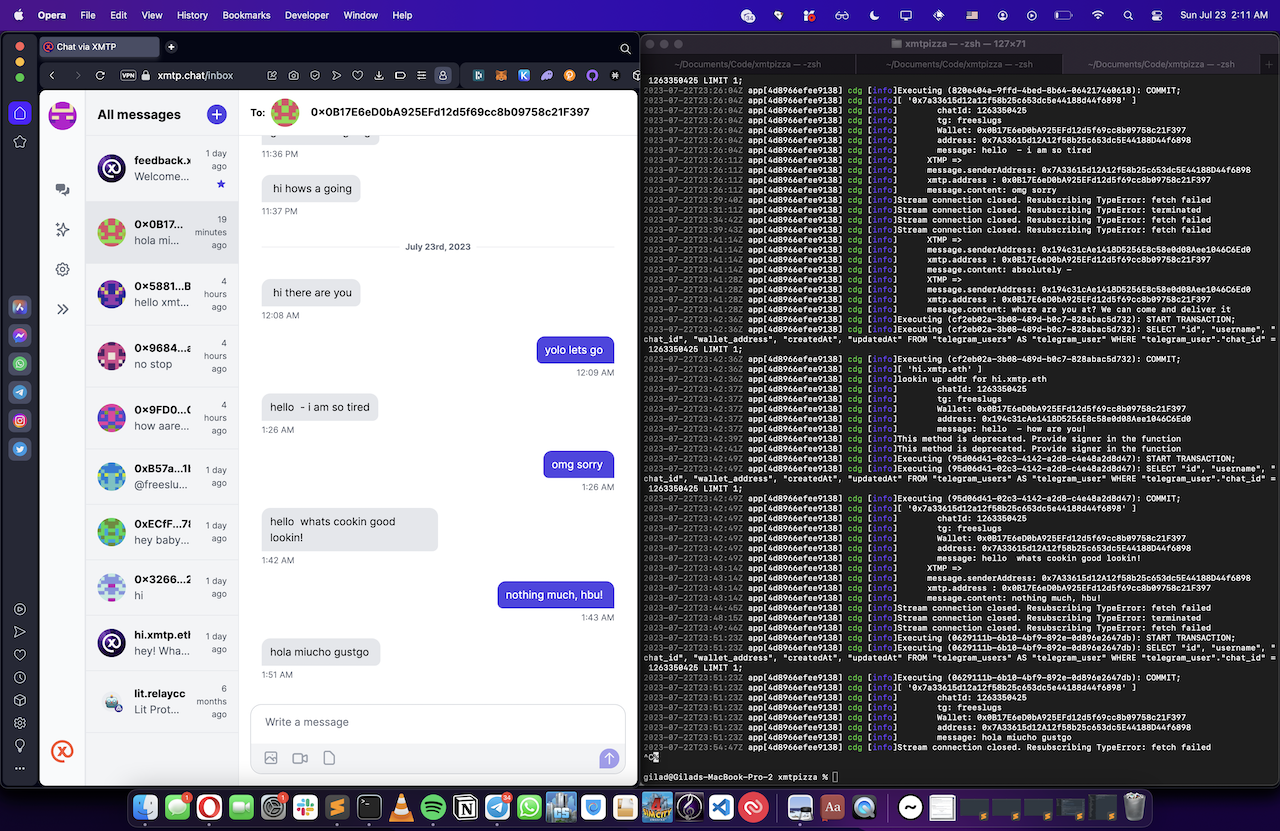 Opera File Edit View History Bookmarks Developer Window Help
Sun Jul 23 2:11 AM
Chat via XMTP
VPN xmtp.chat/inbox
All messages
feedback.x
Welcome...
1 day
ago
0×0B17...
hola mi...
19
minutes
ago
0×5881...B
hello xmt...
4
hours
ago
0×9684...a
no stop
4
hours
ago
0×9FD0...C
how aare...
4
hours
ago
0xB57a...1l
@freeslu...
1 day
ago
0xECfF...78
hey baby...
1 day
ago
0×3266...2
hi
1 day
ago
hi.xmtp.etl
hey! Wha...
1 day
ago
lit.relaycc
Lit Prot...
6
months
ago
To: 0×0B17E6eD0bA925EFd12d5f69cc8b09758c21F397
11:36 PM
hi hows a going
11:37 PM
July 23rd, 2023
hi there are you
12:08 AM
yolo lets go
12:09 AM
hello - i am so tired
1:26 AM
omg sorry
1:26 AM
hello whats cookin good
lookin!
1:42 AM
nothing much, hbu!
1:43 AM
hola miucho gustgo
1:51 AM
Write a message
xmtpizza — -zsh — 127×71
~/Documents/Code/xmtpizza — -zsh ~/Documents/Code/xmtpizza — -zsh ~/Documents/Code/xmtpizza — -zsh
1263350425 LIMIT 1;
2023-07-22T23:26:04Z app[4d8966efee9138] cdg [info]Executing (820e404a-9ffd-4bed-8b64-064217460618): COMMIT;
2023-07-22T23:26:04Z app[4d8966efee9138] cdg [info][ '0x7a33615d12a12f58b25c653dc5e44188d44f6898' ]
2023-07-22T23:26:04Z app[4d8966efee9138] cdg [info] chatId: 1263350425
2023-07-22T23:26:04Z app[4d8966efee9138] cdg [info] tg: freeslugs
2023-07-22T23:26:04Z app[4d8966efee9138] cdg [info] Wallet: 0x0B17E6eD0bA925EFd12d5f69cc8b09758c21F397
2023-07-22T23:26:04Z app[4d8966efee9138] cdg [info] address: 0x7A33615d12A12f58b25c653dc5E44188D44f6898
2023-07-22T23:26:04Z app[4d8966efee9138] cdg [info] message: hello - i am so tired
2023-07-22T23:26:11Z app[4d8966efee9138] cdg [info] XTMP =>
2023-07-22T23:26:11Z app[4d8966efee9138] cdg [info] message.senderAddress: 0x7A33615d12A12f58b25c653dc5E44188D44f6898
2023-07-22T23:26:11Z app[4d8966efee9138] cdg [info] xmtp.address : 0x0B17E6eD0bA925EFd12d5f69cc8b09758c21F397
2023-07-22T23:26:11Z app[4d8966efee9138] cdg [info] message.content: omg sorry
2023-07-22T23:29:40Z app[4d8966efee9138] cdg [info]Stream connection closed. Resubscribing TypeError: fetch failed
2023-07-22T23:31:11Z app[4d8966efee9138] cdg [info]Stream connection closed. Resubscribing TypeError: terminated
2023-07-22T23:34:42Z app[4d8966efee9138] cdg [info]Stream connection closed. Resubscribing TypeError: fetch failed
2023-07-22T23:39:43Z app[4d8966efee9138] cdg [info]Stream connection closed. Resubscribing TypeError: fetch failed
2023-07-22T23:41:14Z app[4d8966efee9138] cdg [info] XTMP =>
2023-07-22T23:41:14Z app[4d8966efee9138] cdg [info] message.senderAddress: 0x194c31cAe1418D5256E8c58e0d08Aee1046C6Ed0
2023-07-22T23:41:14Z app[4d8966efee9138] cdg [info] xmtp.address : 0x0B17E6eD0bA925EFd12d5f69cc8b09758c21F397
2023-07-22T23:41:14Z app[4d8966efee9138] cdg [info] message.content: absolutely -
2023-07-22T23:41:28Z app[4d8966efee9138] cdg [info] XTMP =>
2023-07-22T23:41:28Z app[4d8966efee9138] cdg [info] message.senderAddress: 0x194c31cAe1418D5256E8c58e0d08Aee1046C6Ed0
2023-07-22T23:41:28Z app[4d8966efee9138] cdg [info] xmtp.address : 0x0B17E6eD0bA925EFd12d5f69cc8b09758c21F397
2023-07-22T23:41:28Z app[4d8966efee9138] cdg [info] message.content: where are you at? We can come and deliver it
2023-07-22T23:42:36Z app[4d8966efee9138] cdg [info]Executing (cf2eb02a-3b08-489d-b0c7-828abac5d732): START TRANSACTION;
2023-07-22T23:42:36Z app[4d8966efee9138] cdg [info]Executing (cf2eb02a-3b08-489d-b0c7-828abac5d732): SELECT "id", "username", "
chat_id", "wallet_address", "createdAt", "updatedAt" FROM "telegram_users" AS "telegram_user" WHERE "telegram_user"."chat_id" =
1263350425 LIMIT 1;
2023-07-22T23:42:36Z app[4d8966efee9138] cdg [info]Executing (cf2eb02a-3b08-489d-b0c7-828abac5d732): COMMIT;
2023-07-22T23:42:36Z app[4d8966efee9138] cdg [info][ 'hi.xmtp.eth' ]
2023-07-22T23:42:36Z app[4d8966efee9138] cdg [info]lookin up addr for hi.xmtp.eth
2023-07-22T23:42:37Z app[4d8966efee9138] cdg [info] chatId: 1263350425
2023-07-22T23:42:37Z app[4d8966efee9138] cdg [info] tg: freeslugs
2023-07-22T23:42:37Z app[4d8966efee9138] cdg [info] Wallet: 0x0B17E6eD0bA925EFd12d5f69cc8b09758c21F397
2023-07-22T23:42:37Z app[4d8966efee9138] cdg [info] address: 0x194c31cAe1418D5256E8c58e0d08Aee1046C6Ed0
2023-07-22T23:42:37Z app[4d8966efee9138] cdg [info] message: hello - how are you!
2023-07-22T23:42:39Z app[4d8966efee9138] cdg [info]This method is deprecated. Provide signer in the function
2023-07-22T23:42:41Z app[4d8966efee9138] cdg [info]This method is deprecated. Provide signer in the function
2023-07-22T23:42:49Z app[4d8966efee9138] cdg [info]Executing (95d06d41-02c3-4142-a2d8-c4e48a2d8d47): START TRANSACTION;
2023-07-22T23:42:49Z app[4d8966efee9138] cdg [info]Executing (95d06d41-02c3-4142-a2d8-c4e48a2d8d47): SELECT "id", "username", "
chat_id", "wallet_address", "createdAt", "updatedAt" FROM "telegram_users" AS "telegram_user" WHERE "telegram_user"."chat_id" =
1263350425 LIMIT 1;
2023-07-22T23:42:49Z app[4d8966efee9138] cdg [info]Executing (95d06d41-02c3-4142-a2d8-c4e48a2d8d47): COMMIT;
2023-07-22T23:42:49Z app[4d8966efee9138] cdg [info][ '0x7a33615d12a12f58b25c653dc5e44188d44f6898' ]
2023-07-22T23:42:49Z app[4d8966efee9138] cdg [info] chatId: 1263350425
2023-07-22T23:42:49Z app[4d8966efee9138] cdg [info] tg: freeslugs
2023-07-22T23:42:49Z app[4d8966efee9138] cdg [info] Wallet: 0x0B17E6eD0bA925EFd12d5f69cc8b09758c21F397
2023-07-22T23:42:49Z app[4d8966efee9138] cdg [info] address: 0x7A33615d12A12f58b25c653dc5E44188D44f6898
2023-07-22T23:42:49Z app[4d8966efee9138] cdg [info] message: hello whats cookin good lookin!
2023-07-22T23:43:14Z app[4d8966efee9138] cdg [info] XTMP =>
2023-07-22T23:43:14Z app[4d8966efee9138] cdg [info] message.senderAddress: 0x7A33615d12A12f58b25c653dc5E44188D44f6898
2023-07-22T23:43:14Z app[4d8966efee9138] cdg [info] xmtp.address : 0x0B17E6eD0bA925EFd12d5f69cc8b09758c21F397
2023-07-22T23:43:14Z app[4d8966efee9138] cdg [info] message.content: nothing much, hbu!
2023-07-22T23:44:45Z app[4d8966efee9138] cdg [info]Stream connection closed. Resubscribing TypeError: fetch failed
2023-07-22T23:48:15Z app[4d8966efee9138] cdg [info]Stream connection closed. Resubscribing TypeError: terminated
2023-07-22T23:49:46Z app[4d8966efee9138] cdg [info]Stream connection closed. Resubscribing TypeError: fetch failed
2023-07-22T23:51:23Z app[4d8966efee9138] cdg [info]Executing (0629111b-6b10-4bf9-892e-0d896e2647db): START TRANSACTION;
2023-07-22T23:51:23Z app[4d8966efee9138] cdg [info]Executing (0629111b-6b10-4bf9-892e-0d896e2647db): SELECT "id", "username", "
chat_id", "wallet_address", "createdAt", "updatedAt" FROM "telegram_users" AS "telegram_user" WHERE "telegram_user"."chat_id" =
1263350425 LIMIT 1;
2023-07-22T23:51:23Z app[4d8966efee9138] cdg [info]Executing (0629111b-6b10-4bf9-892e-0d896e2647db): COMMIT;
2023-07-22T23:51:23Z app[4d8966efee9138] cdg [info][ '0x7a33615d12a12f58b25c653dc5e44188d44f6898' ]
2023-07-22T23:51:23Z app[4d8966efee9138] cdg [info] chatId: 1263350425
2023-07-22T23:51:23Z app[4d8966efee9138] cdg [info] tg: freeslugs
2023-07-22T23:51:23Z app[4d8966efee9138] cdg [info] Wallet: 0x0B17E6eD0bA925EFd12d5f69cc8b09758c21F397
2023-07-22T23:51:23Z app[4d8966efee9138] cdg [info] address: 0x7A33615d12A12f58b25c653dc5E44188D44f6898
2023-07-22T23:51:23Z app[4d8966efee9138] cdg [info] message: hola miucho gustgo
2023-07-22T23:54:47Z app[4d8966efee9138] cdg [info]Stream connection closed. Resubscribing TypeError: fetch failed
^C%
gilad@Gilads-MacBook-Pro-2 xmtpizza %